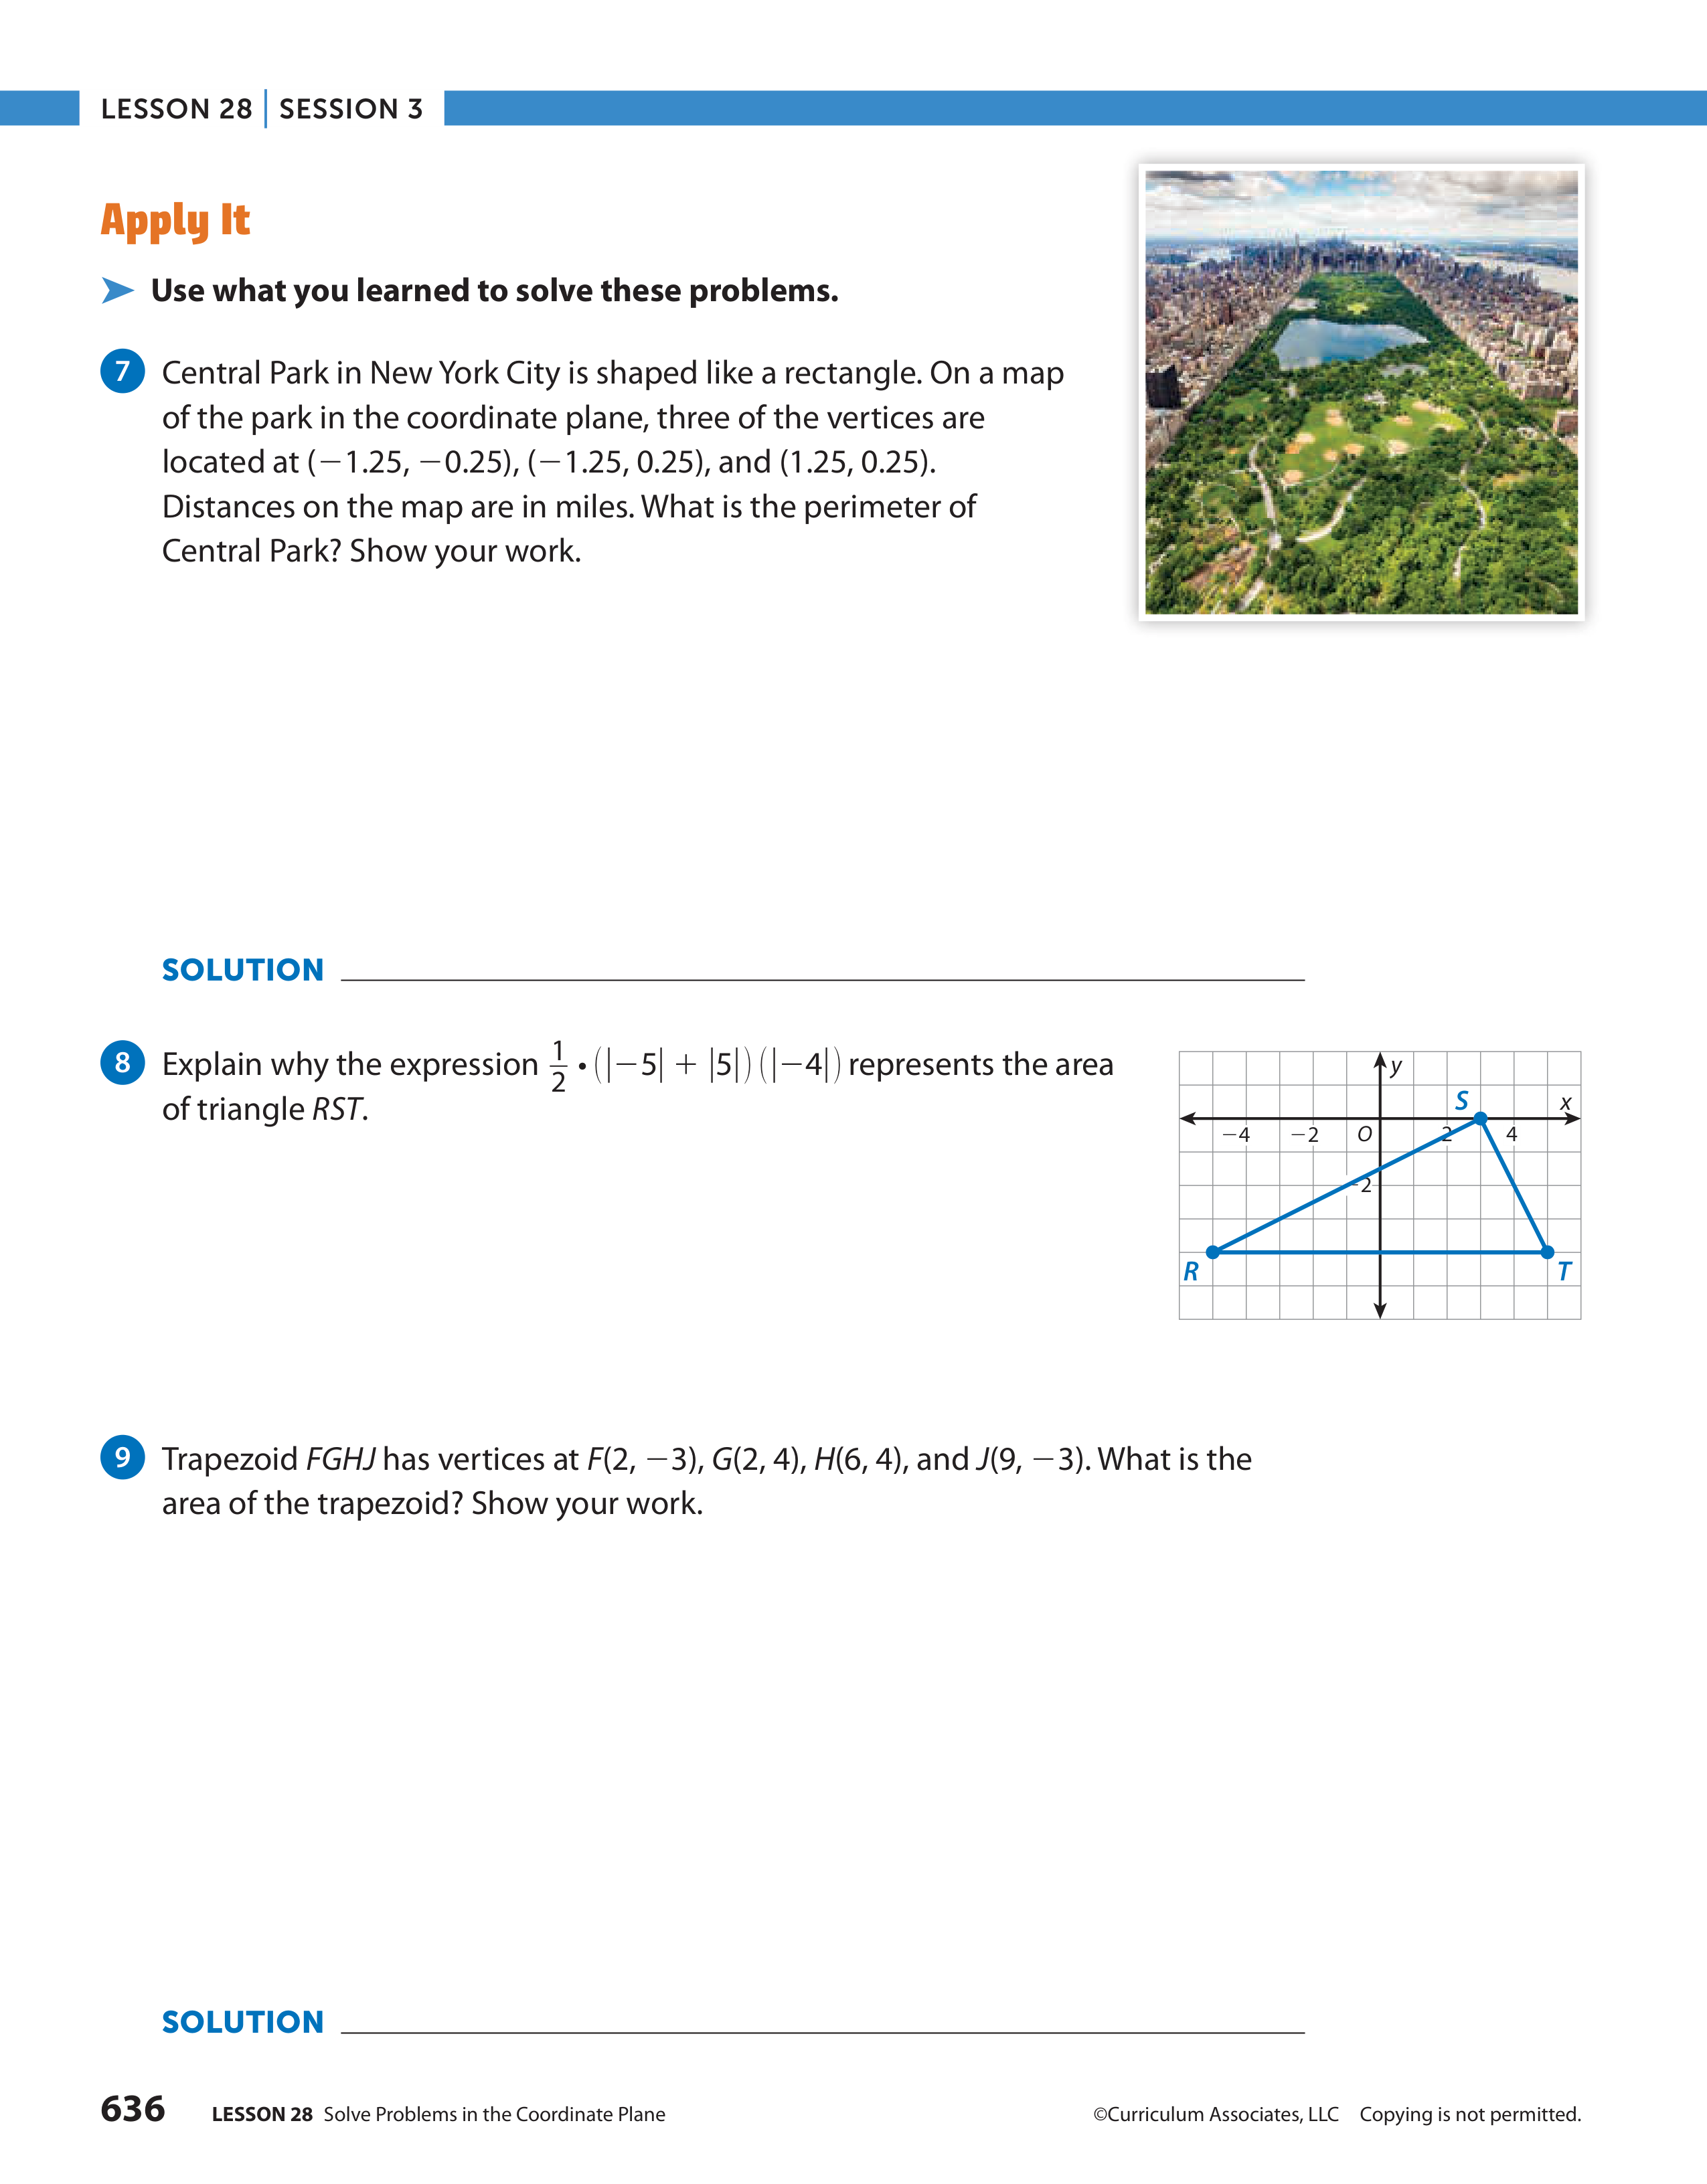 LESSON 28 | SESSION 3
Apply It
Use what you learned to solve these problems.
7 Central Park in New York City is shaped like a rectangle. On a map
of the park in the coordinate plane, three of the vertices are
located at (−1.25, −0.25), (−1.25, 0.25), and (1.25, 0.25).
Distances on the map are in miles. What is the perimeter of
Central Park? Show your work.
SOLUTION
8 Explain why the expression 1/2 • (|−5| + |5|)(|−4|) represents the area
of triangle RST.
y
S x
−4 −2 O 2 4
−2
R T
9 Trapezoid FGHJ has vertices at F(2, −3), G(2, 4), H(6, 4), and J(9, −3). What is the
area of the trapezoid? Show your work.
SOLUTION
636 LESSON 28 Solve Problems in the Coordinate Plane ©Curriculum Associates, LLC Copying is not permitted.